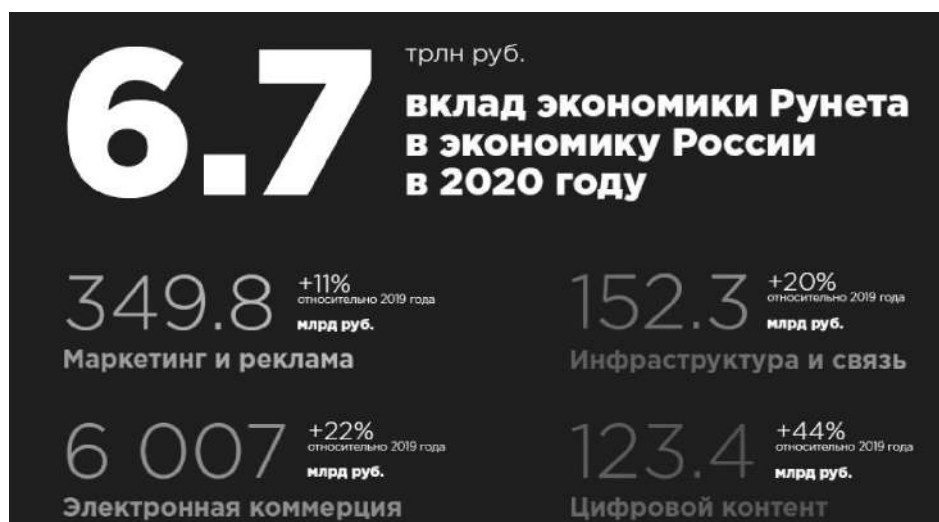 6.7
трлн руб.
вклад экономики Рунета
в экономику России
в 2020 году
349.8
+11%
относительно 2019 года
млрд руб.
Маркетинг и реклама
152.3
+20%
относительно 2019 года
млрд руб.
Инфраструктура и связь
6 007
+22%
относительно 2019 года
млрд руб.
Электронная коммерция
123.4
+44%
относительно 2019 года
млрд руб.
Цифровой контент